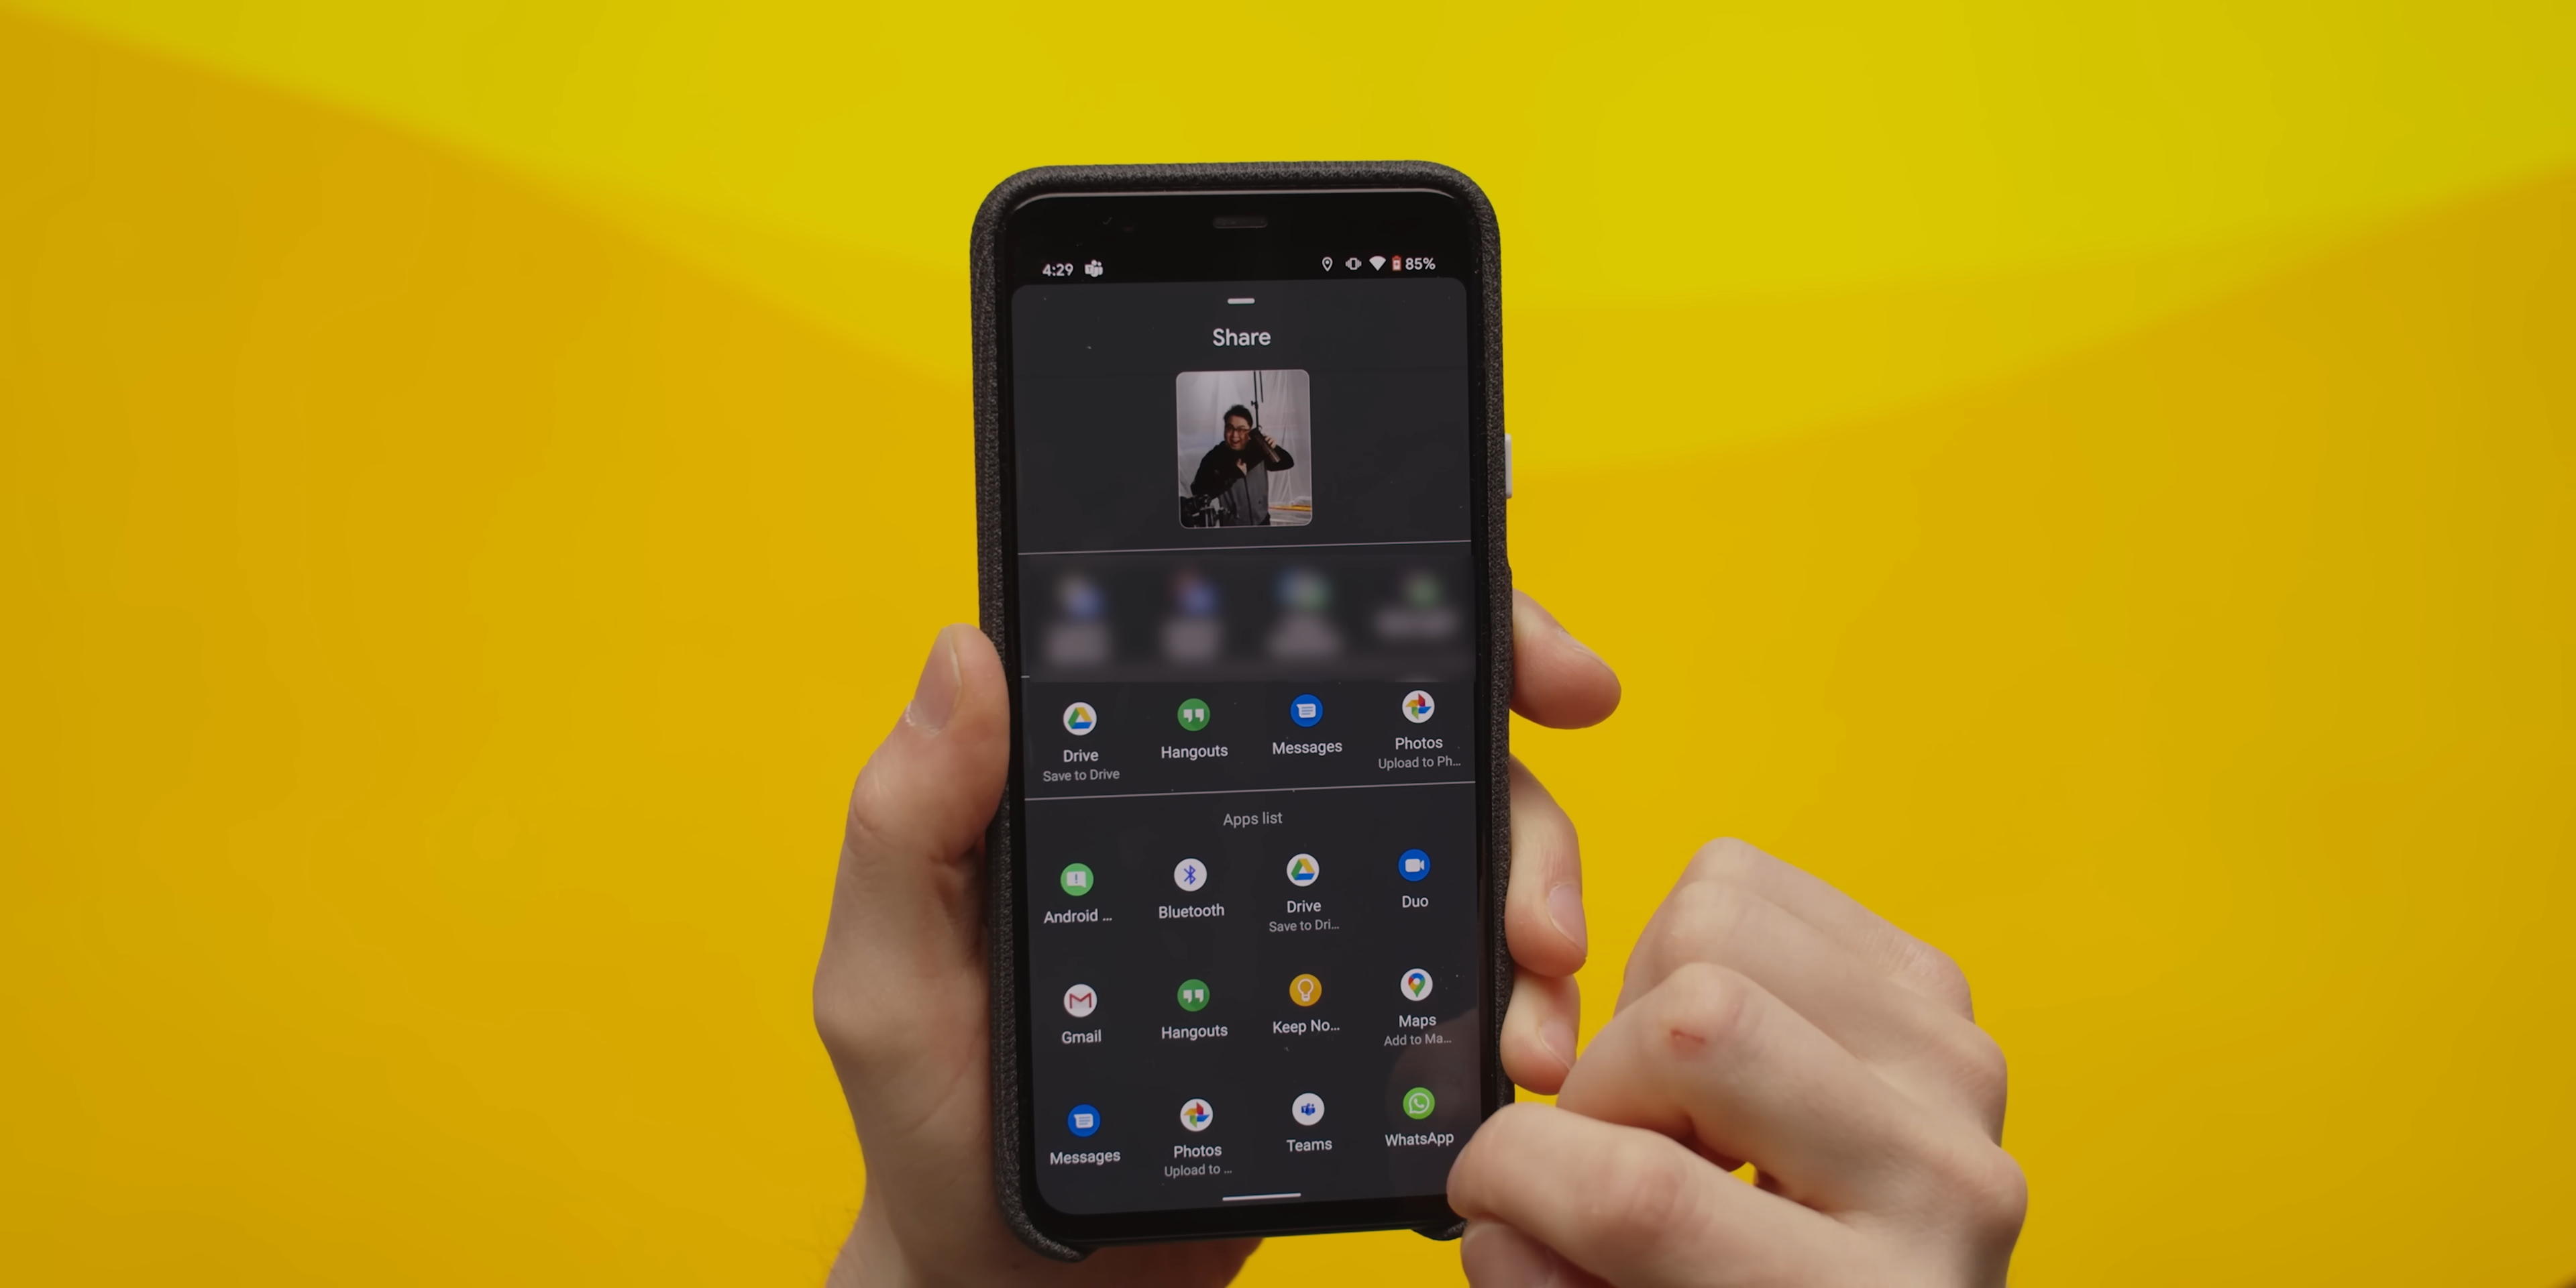 4:29 85%
Share
Drive Hangouts Messages Photos
Save to Drive Upload to Ph...
Apps list
Android ... Bluetooth Drive Duo
Save to Dri...
Gmail Hangouts Keep No... Maps
Add to Ma...
Messages Photos Teams WhatsApp
Upload to ...